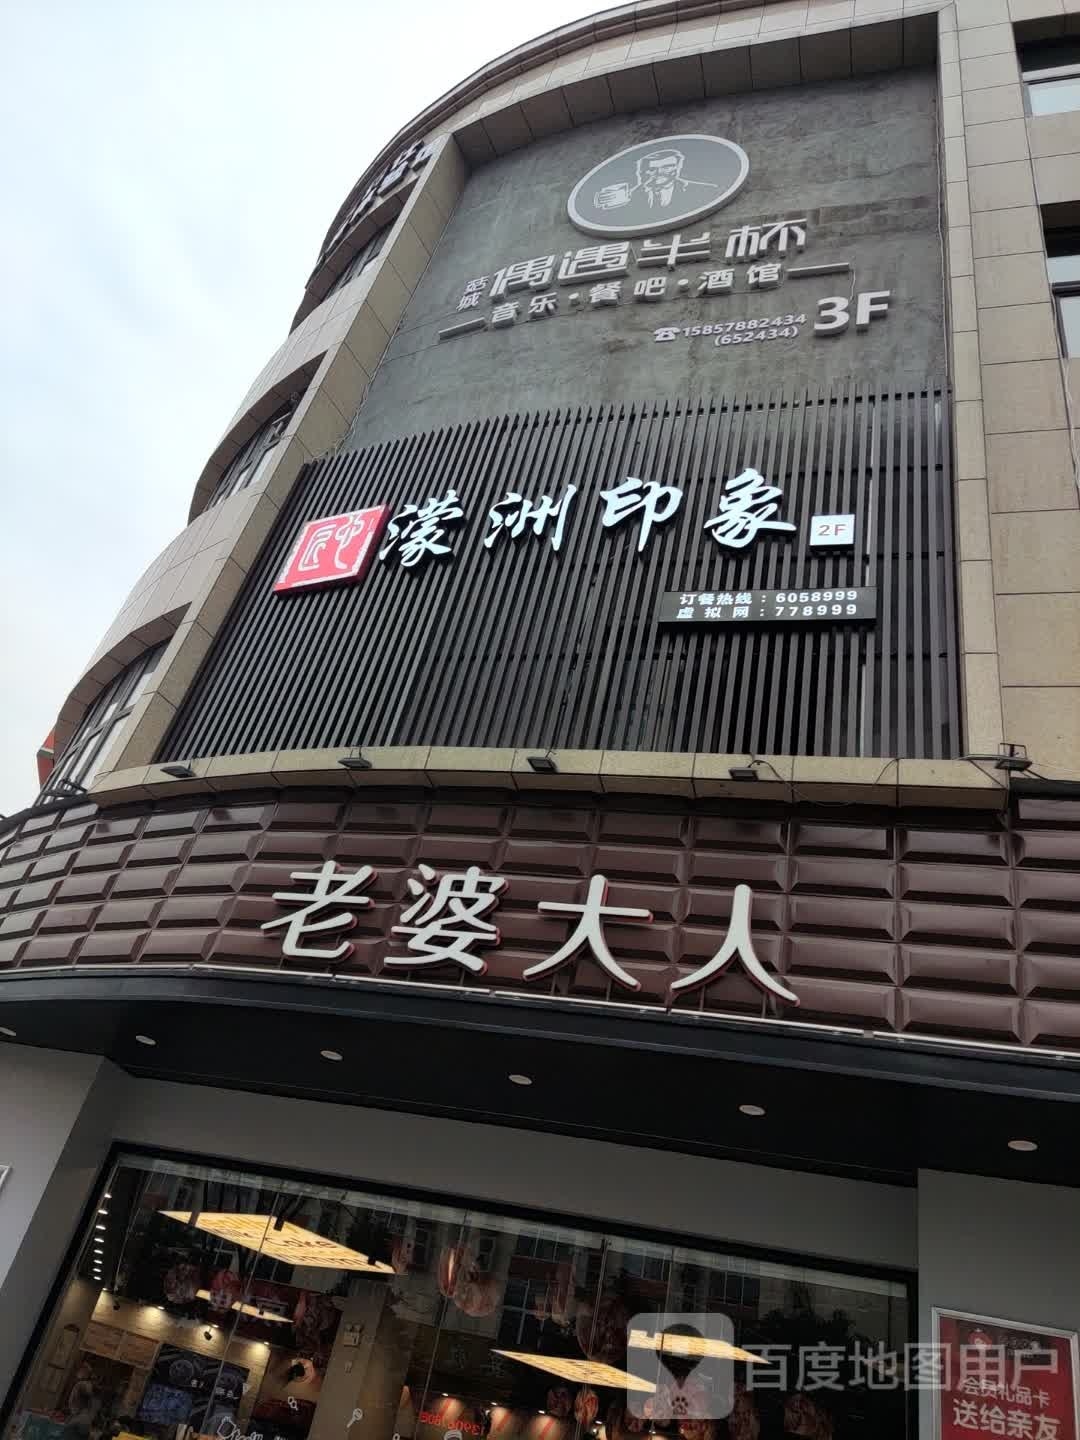 菇城
偶遇半杯
音乐·餐吧·酒馆
☎15857882434
(652434)
3F
濛洲印象
2F
订餐热线：6058999
虚拟网：778999
老婆大人
会员礼品卡
送给亲友
百度地图用户